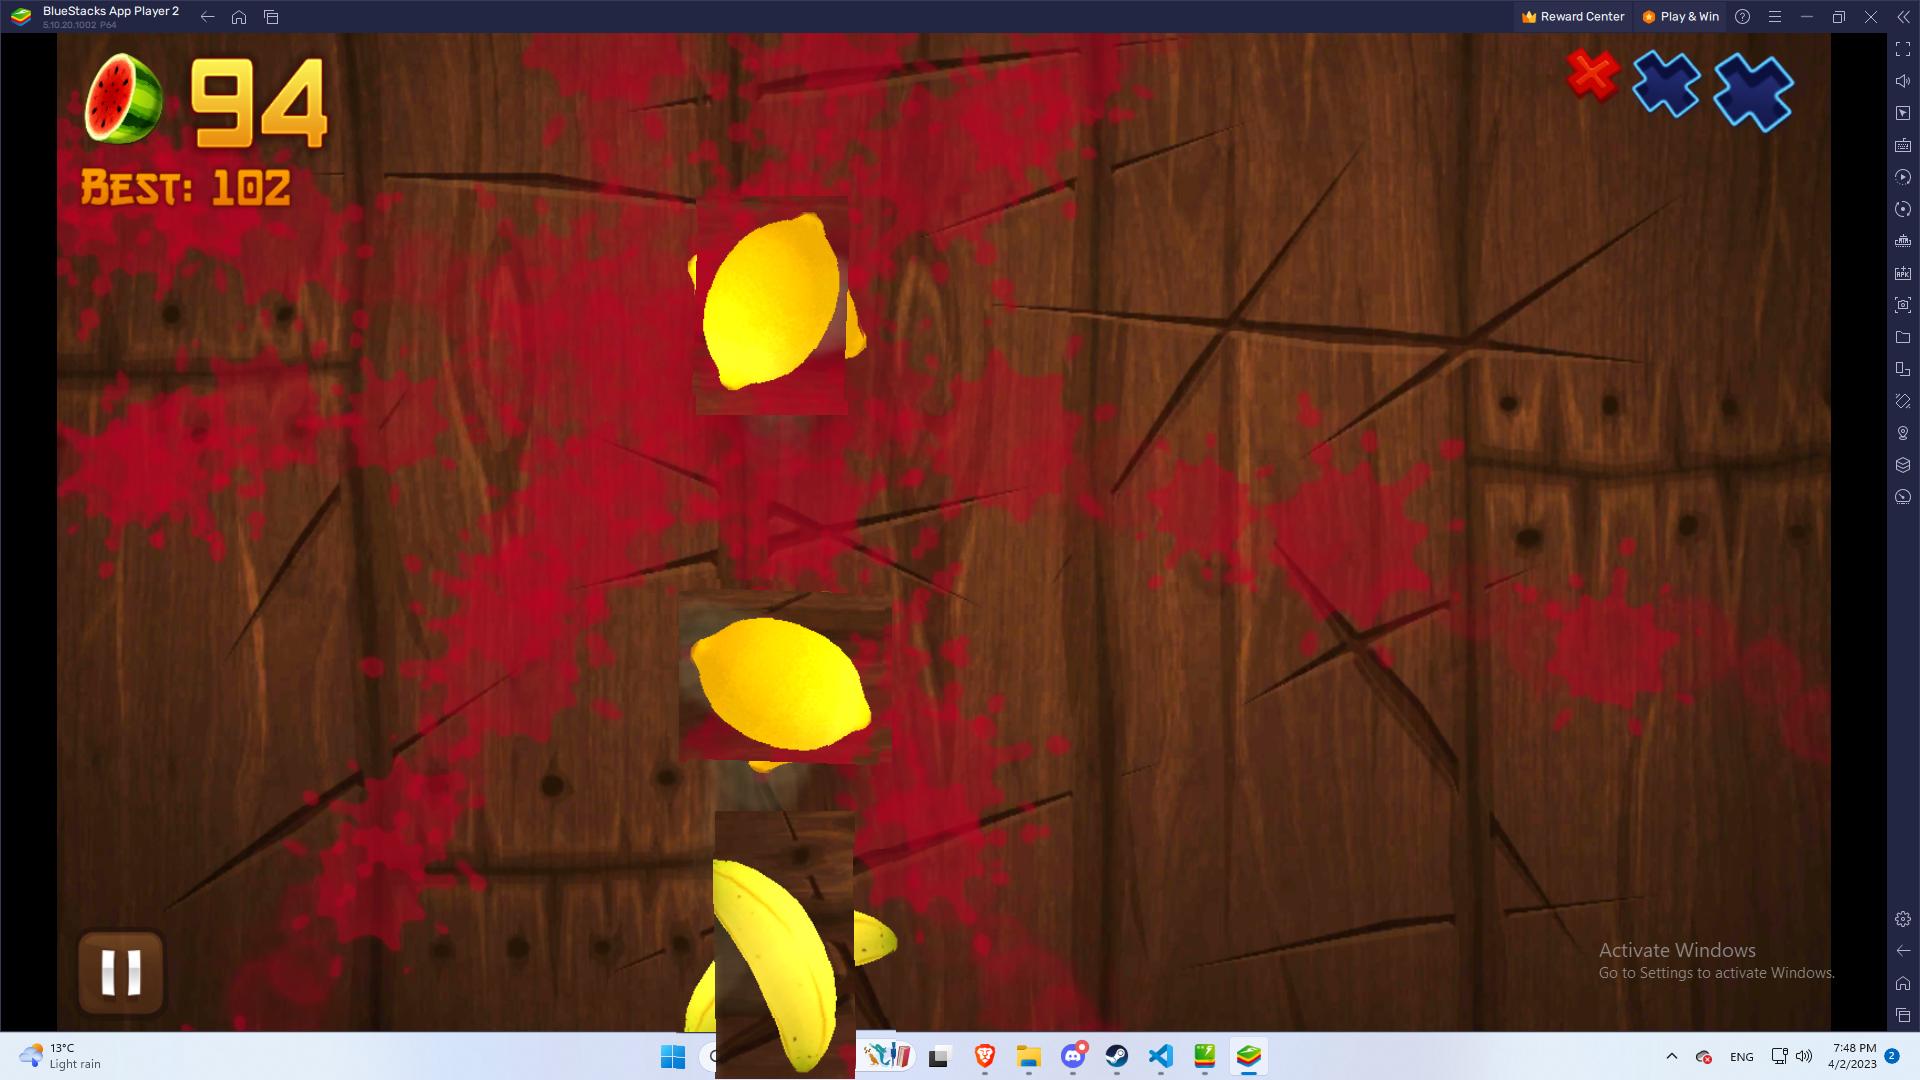 BlueStacks App Player 2
5.10.20.1002 P64
Reward Center
Play & Win
94
BEST: 102
APK
Activate Windows
Go to Settings to activate Windows.
13°C
Light rain
ENG
7:48 PM
4/2/2023
2